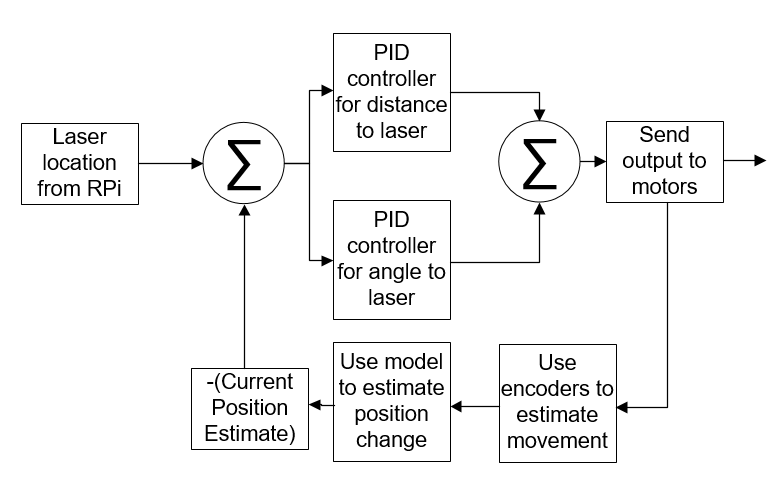 PID
controller
for distance
to laser
Laser
location
from RPi
∑
∑
Send
output to
motors
PID
controller
for angle to
laser
-(Current
Position
Estimate)
Use model
to estimate
position
change
Use
encoders to
estimate
movement